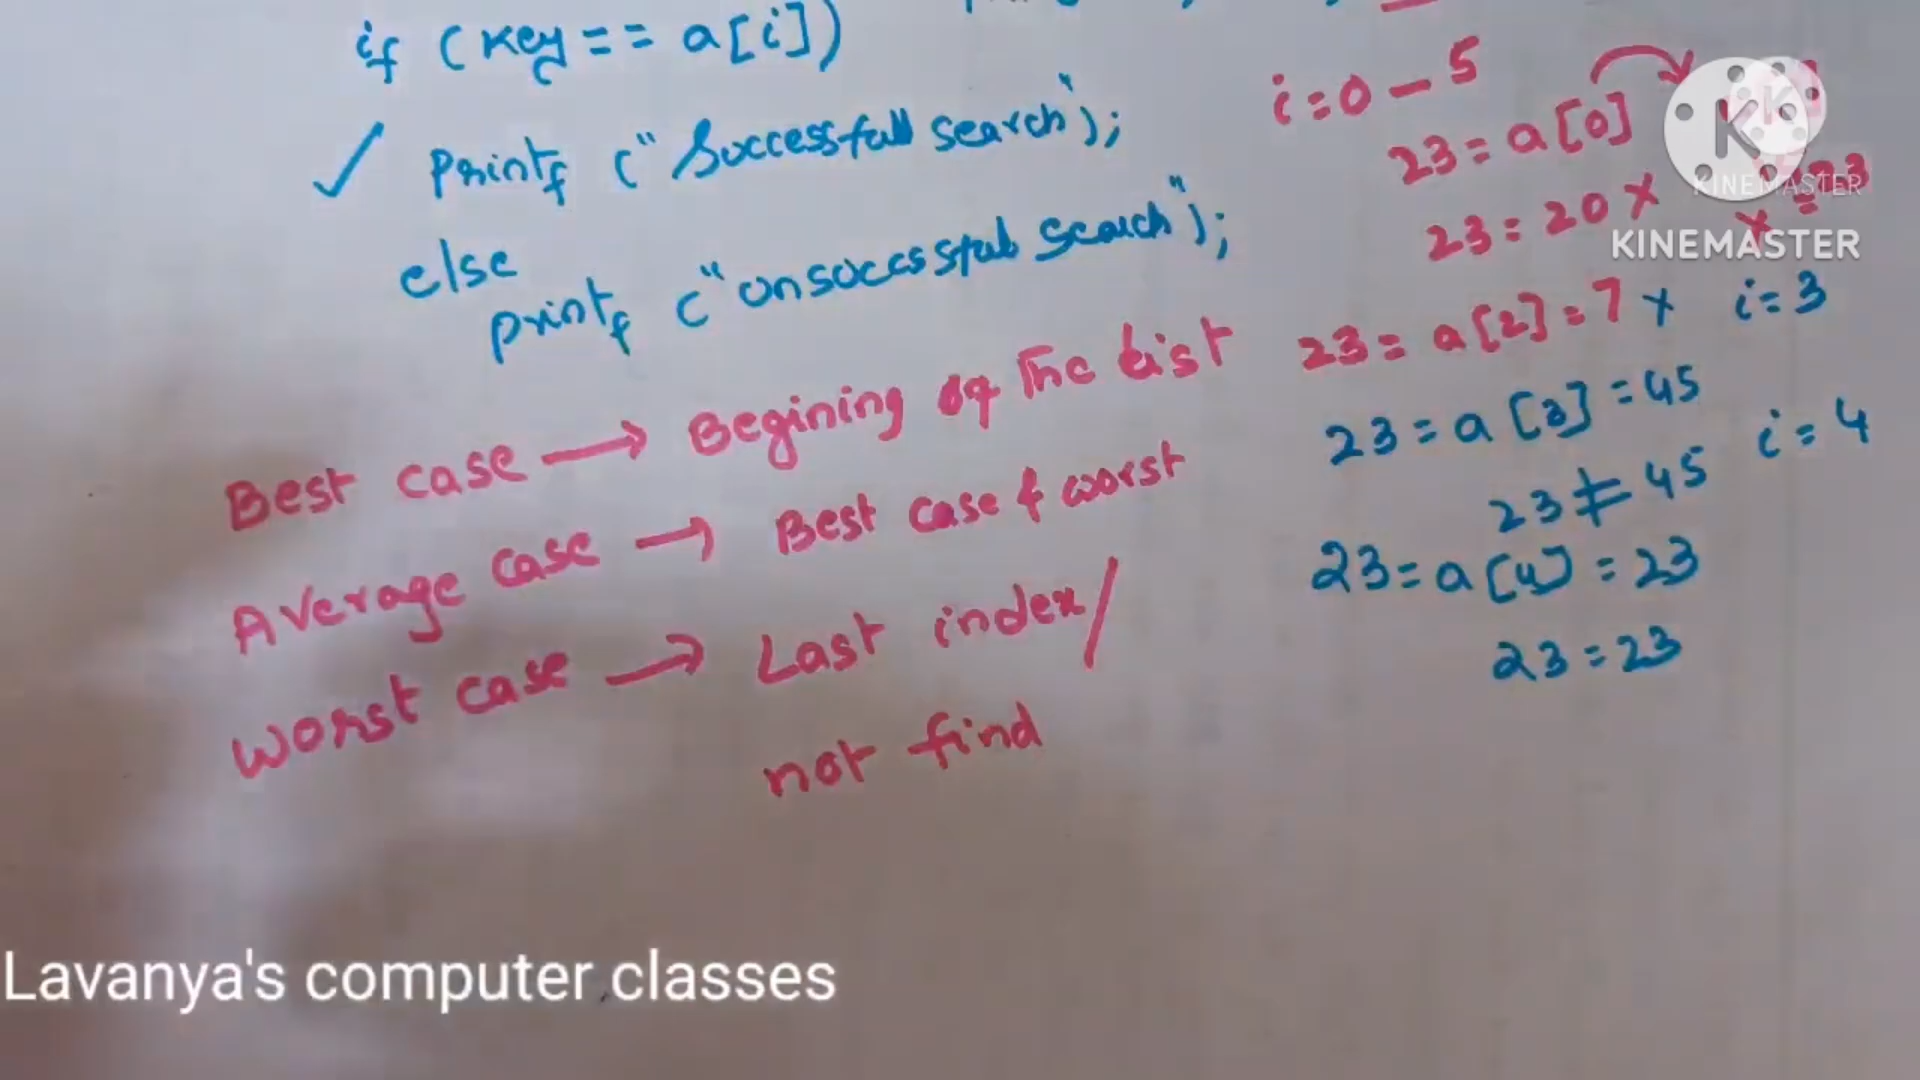 if (key == a[i])
printf ("Successfull search");
else
printf ("unsuccessful search");
Best case → Begining of The List
Average case → Best case & worst
Worst case → Last index/
not find
i=0-5
23=a[0]
23=20 x
23=a[2]=7 x i=3
23=a[3]=45
23≠45 i=4
23=a[4]=23
23=23
KINEMASTER
KINEMASTER
Lavanya's computer classes